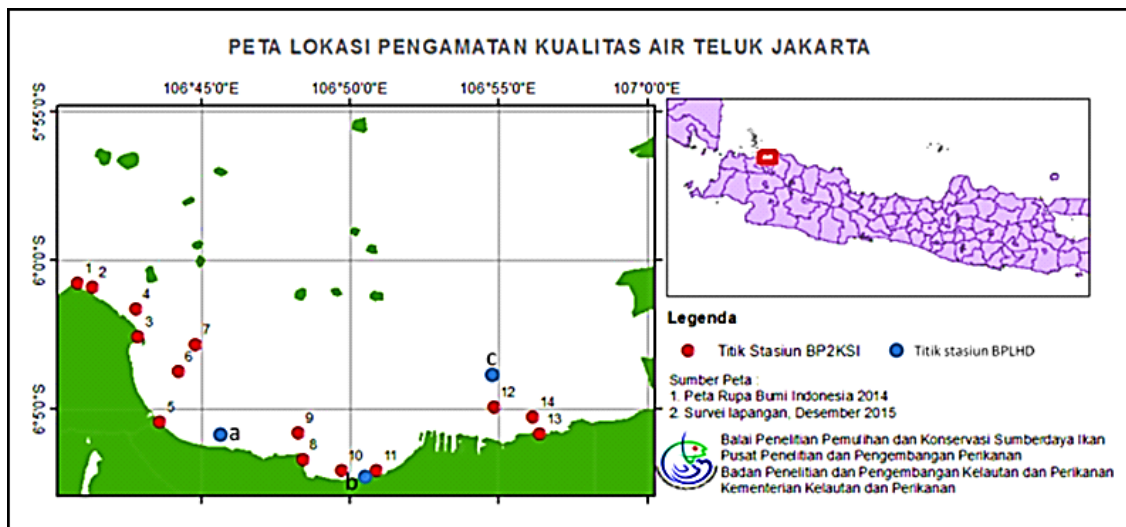 PETA LOKASI PENGAMATAN KUALITAS AIR TELUK JAKARTA
106°45'0"E 106°50'0"E 106°55'0"E 107°0'0"E
5°55'0"S
6°0'0"S
6°5'0"S
1
2
4
3
7
6
5
a
9
8
10
b
11
C
12
14
13
Legenda
Titik Stasiun BP2KSI
Titik stasiun BPLHD
Sumber Peta :
1. Peta Rupa Bumi Indonesia 2014
2. Survei lapangan, Desember 2015
Balai Penelitian Pemulihan dan Konservasi Sumberdaya Ikan
Pusat Penelitian dan Pengembangan Perikanan
Badan Penelitian dan Pengembangan Kelautan dan Perikanan
Kementerian Kelautan dan Perikanan